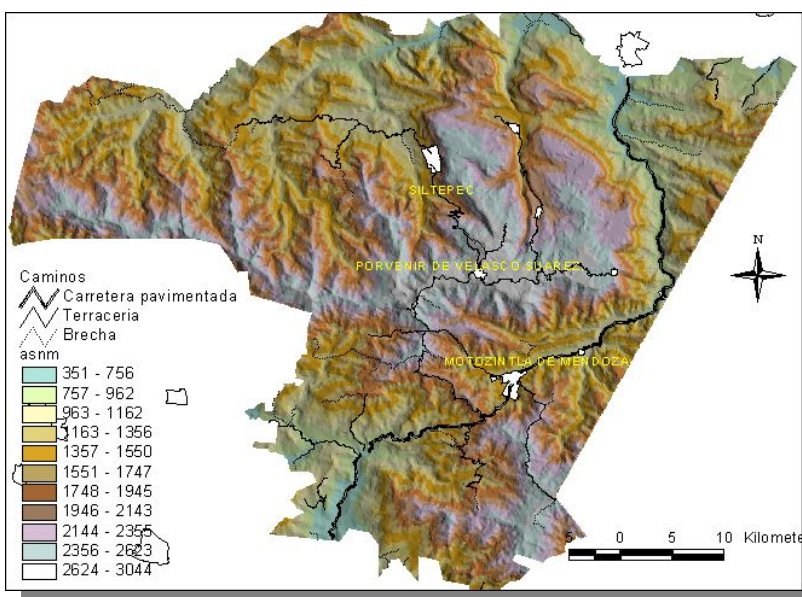 SILTEPEC
PORVENIR DE VELASCO SUAREZ
MOTOZINTLA DE MENDOZA
N
Caminos
Carretera pavimentada
Terraceria
Brecha
asnm
351 - 756
757 - 962
963 - 1162
1163 - 1356
1357 - 1550
1551 - 1747
1748 - 1945
1946 - 2143
2144 - 2355
2356 - 2623
2624 - 3044
5 0 5 10 Kilomete